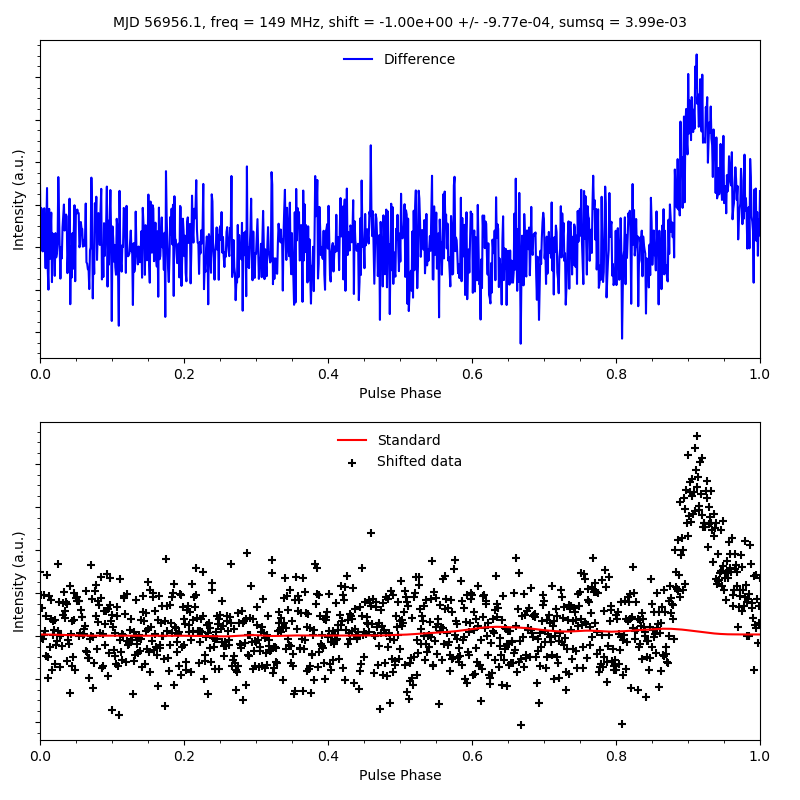 MJD 56956.1, freq = 149 MHz, shift = -1.00e+00 +/- -9.77e-04, sumsq = 3.99e-03
Difference
Intensity (a.u.)
0.0 0.2 0.4 0.6 0.8 1.0
Pulse Phase
Standard
Shifted data
Intensity (a.u.)
0.0 0.2 0.4 0.6 0.8 1.0
Pulse Phase